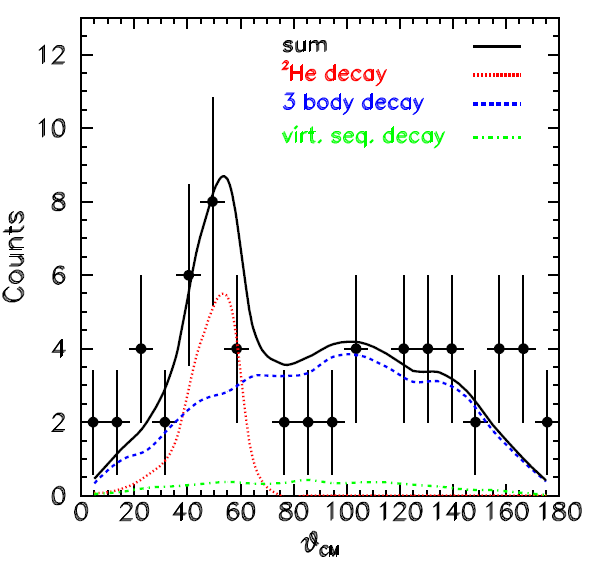 sum
²He decay
3 body decay
virt. seq. decay
Counts
12
10
8
6
4
2
0
0 20 40 60 80 100 120 140 160 180
ϑCM